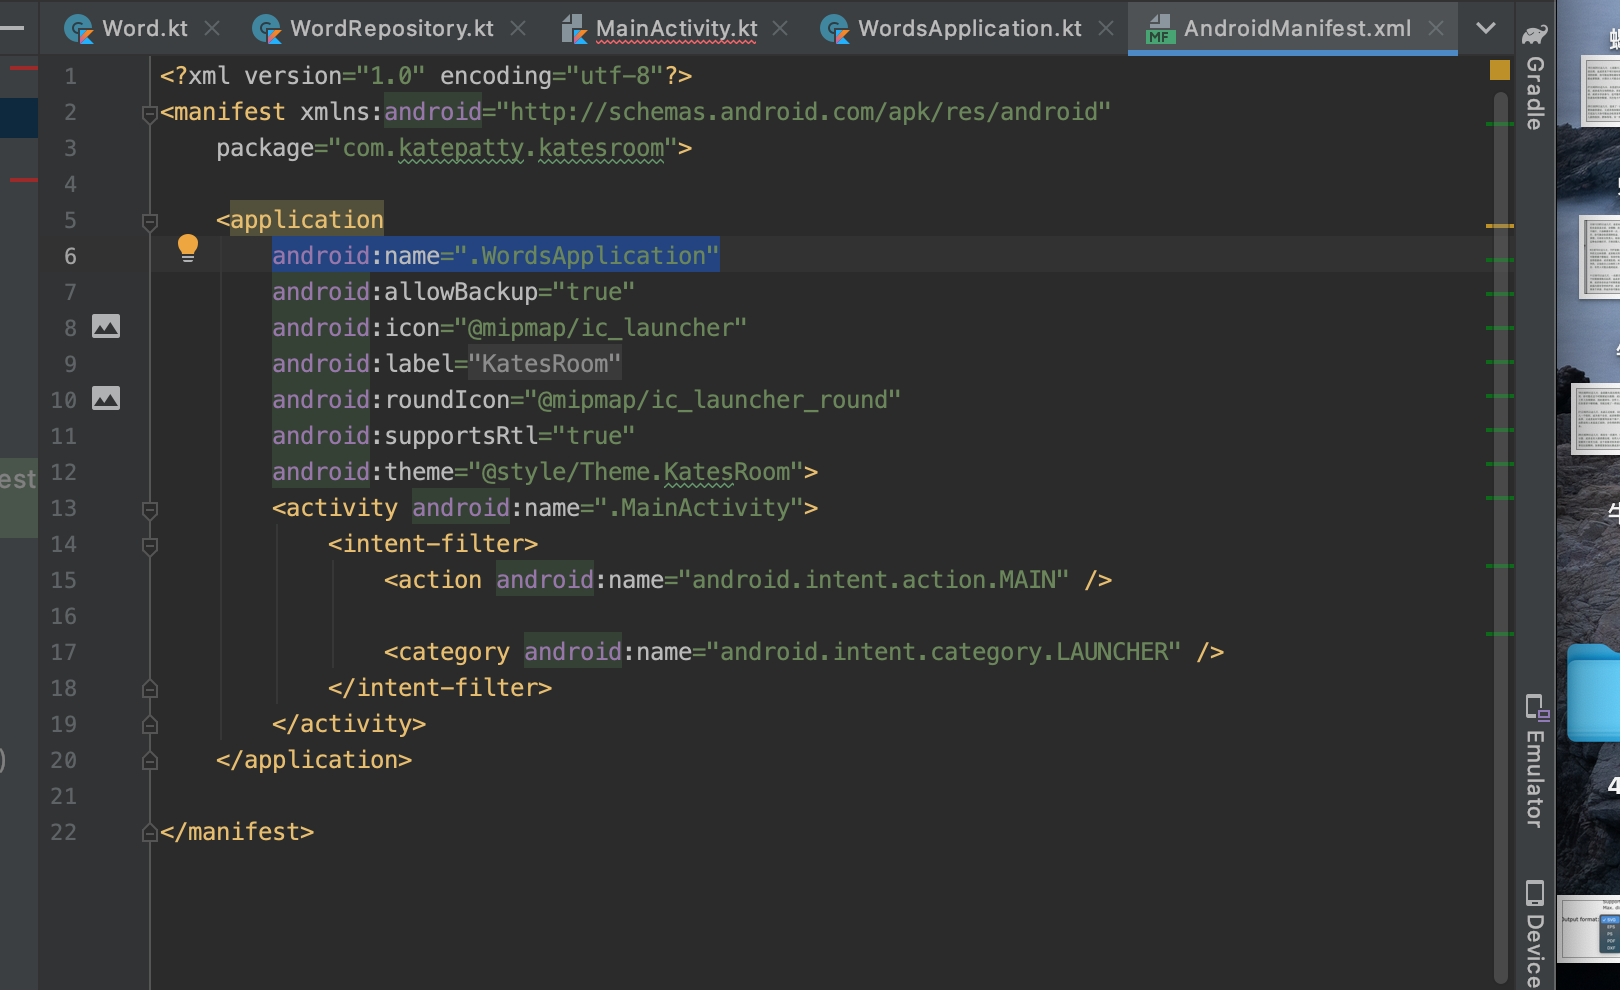 Word.kt
WordRepository.kt
MainActivity.kt
WordsApplication.kt
MF
AndroidManifest.xml
1 <?xml version="1.0" encoding="utf-8"?>
2 <manifest xmlns:android="http://schemas.android.com/apk/res/android"
3 package="com.katepatty.katesroom">
4
5 <application
6 android:name=".WordsApplication"
7 android:allowBackup="true"
8 android:icon="@mipmap/ic_launcher"
9 android:label="KatesRoom"
10 android:roundIcon="@mipmap/ic_launcher_round"
11 android:supportsRtl="true"
12 android:theme="@style/Theme.KatesRoom">
13 <activity android:name=".MainActivity">
14 <intent-filter>
15 <action android:name="android.intent.action.MAIN" />
16
17 <category android:name="android.intent.category.LAUNCHER" />
18 </intent-filter>
19 </activity>
20 </application>
21
22 </manifest>
est
)
Gradle
Emulator
Device
4